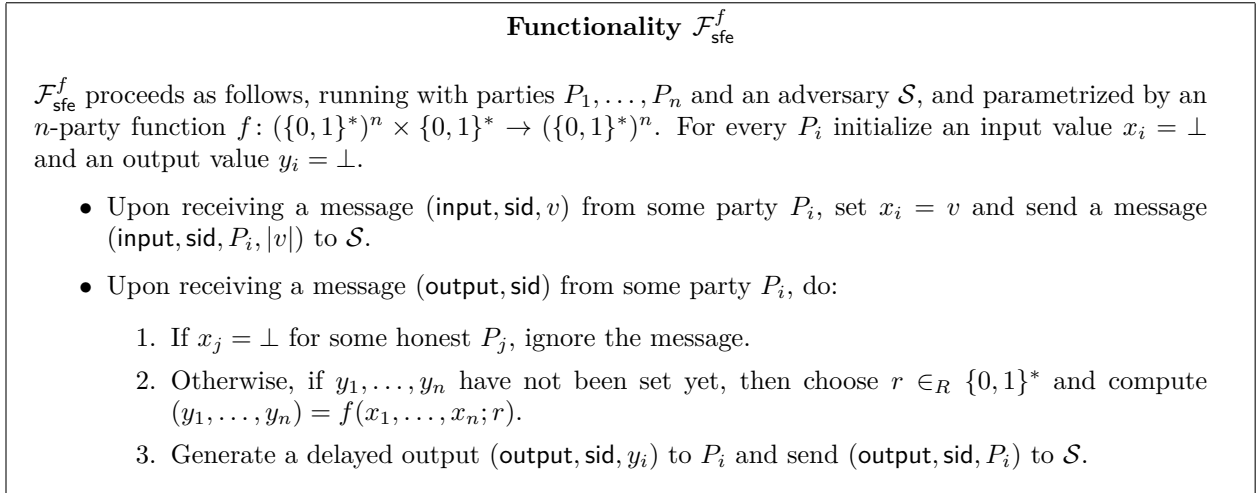 Functionality $\mathcal{F}_{\mathsf{sfe}}^{f}$
$\mathcal{F}_{\mathsf{sfe}}^{f}$ proceeds as follows, running with parties $P_1, \ldots, P_n$ and an adversary $\mathcal{S}$, and parametrized by an
$n$-party function $f\colon (\{0,1\}^*)^n \times \{0,1\}^* \to (\{0,1\}^*)^n$. For every $P_i$ initialize an input value $x_i = \bot$
and an output value $y_i = \bot$.
• Upon receiving a message $(\mathsf{input}, \mathsf{sid}, v)$ from some party $P_i$, set $x_i = v$ and send a message
$(\mathsf{input}, \mathsf{sid}, P_i, |v|)$ to $\mathcal{S}$.
• Upon receiving a message $(\mathsf{output}, \mathsf{sid})$ from some party $P_i$, do:
1. If $x_j = \bot$ for some honest $P_j$, ignore the message.
2. Otherwise, if $y_1, \ldots, y_n$ have not been set yet, then choose $r \in_R \{0,1\}^*$ and compute
$(y_1, \ldots, y_n) = f(x_1, \ldots, x_n; r)$.
3. Generate a delayed output $(\mathsf{output}, \mathsf{sid}, y_i)$ to $P_i$ and send $(\mathsf{output}, \mathsf{sid}, P_i)$ to $\mathcal{S}$.